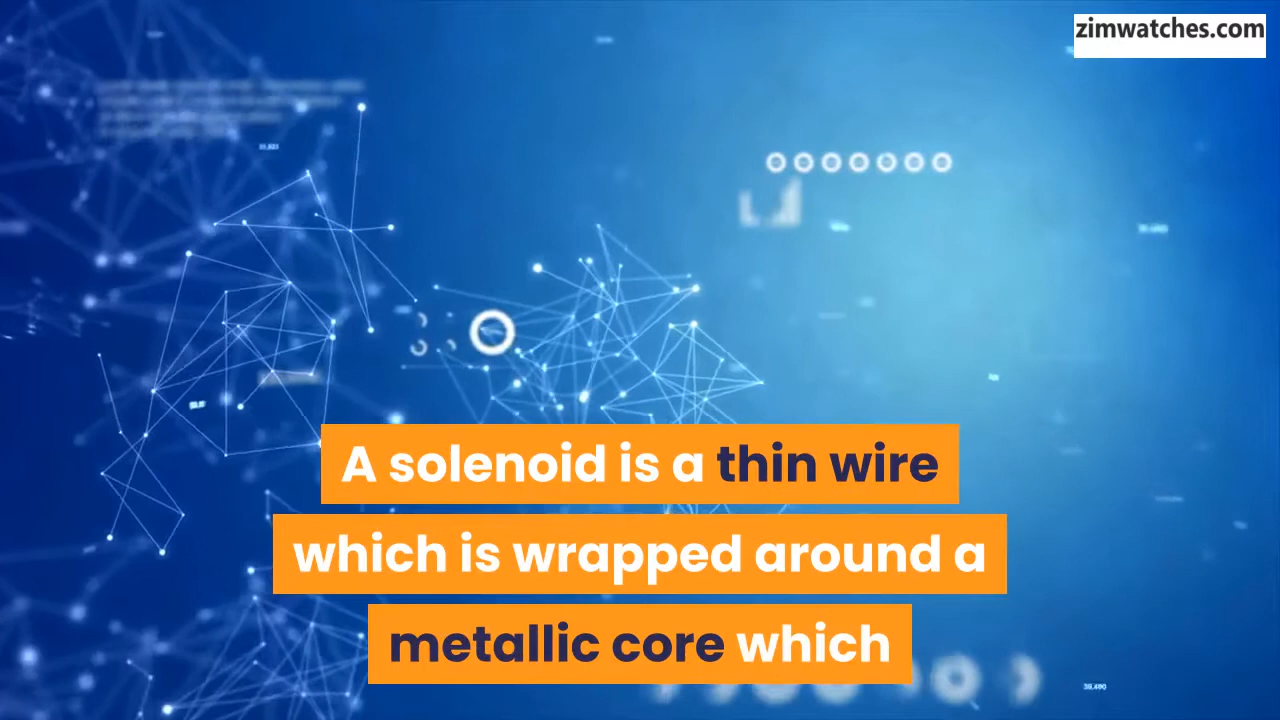 zimwatches.com
A solenoid is a thin wire
which is wrapped around a
metallic core which